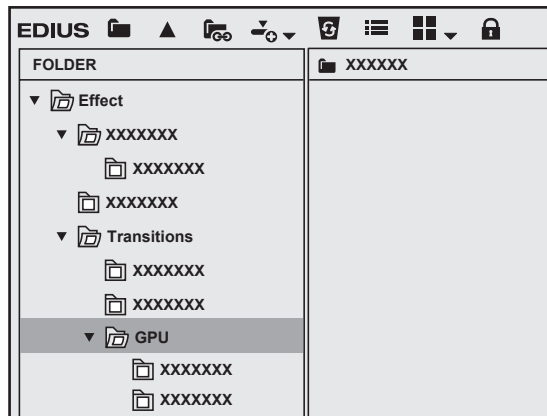 EDIUS
FOLDER
XXXXXX
Effect
XXXXXXX
XXXXXXX
XXXXXXX
Transitions
XXXXXXX
XXXXXXX
GPU
XXXXXXX
XXXXXXX